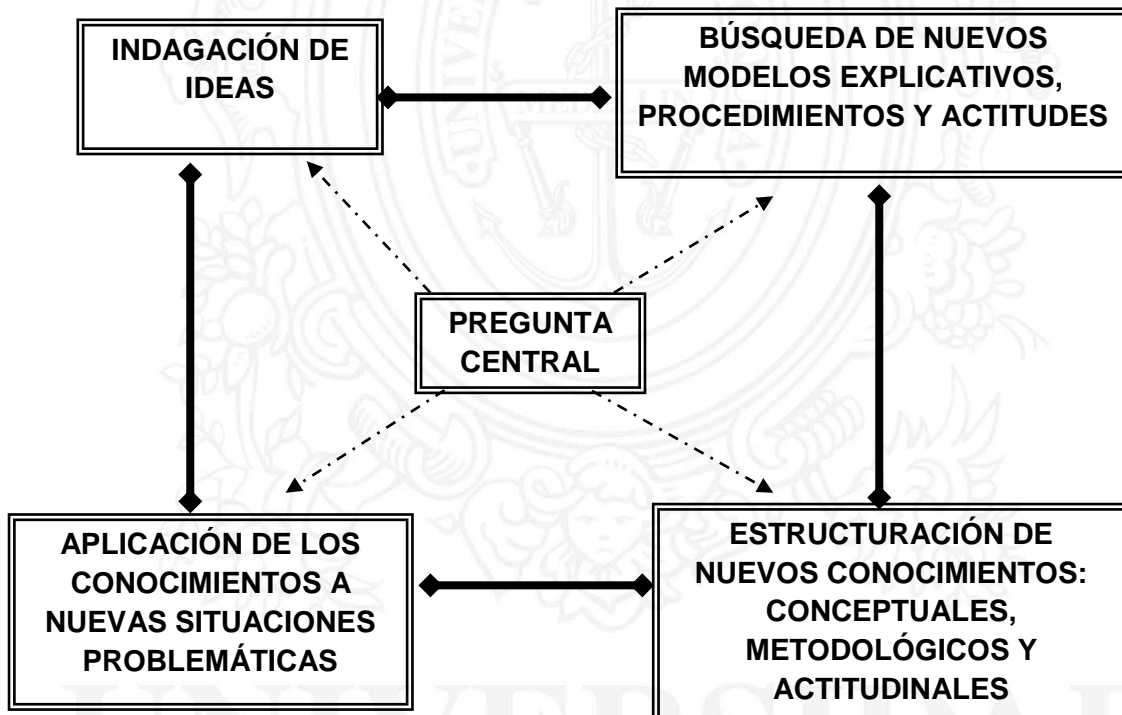 INDAGACIÓN DE
IDEAS
BÚSQUEDA DE NUEVOS
MODELOS EXPLICATIVOS,
PROCEDIMIENTOS Y ACTITUDES
PREGUNTA
CENTRAL
APLICACIÓN DE LOS
CONOCIMIENTOS A
NUEVAS SITUACIONES
PROBLEMÁTICAS
ESTRUCTURACIÓN DE
NUEVOS CONOCIMIENTOS:
CONCEPTUALES,
METODOLÓGICOS Y
ACTITUDINALES